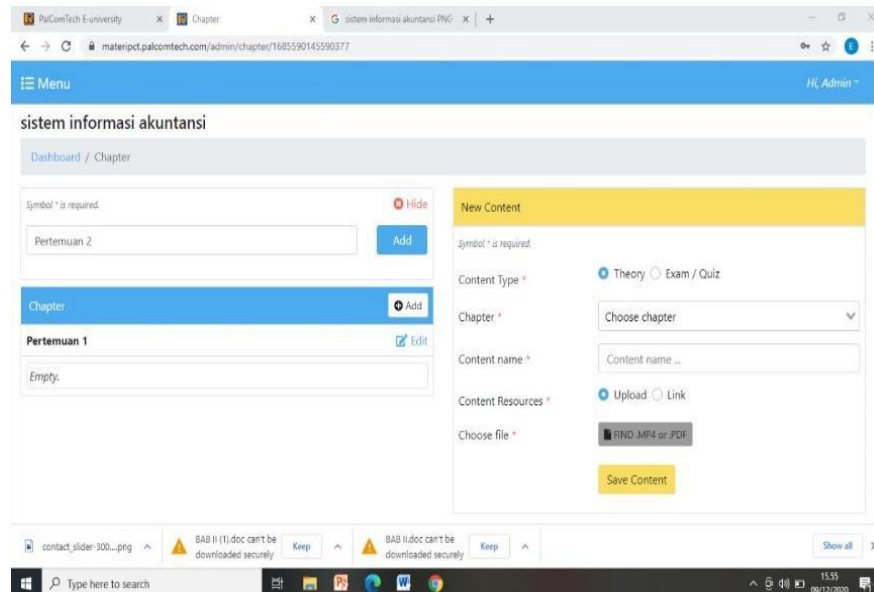 PalComTech E-university
Chapter
sistem informasi akuntansi PNG
materipct.palcomtech.com/admin/chapter/1685590145590377
E
Menu
Hi, Admin
sistem informasi akuntansi
Dashboard / Chapter
Symbol * is required.
Hide
Pertemuan 2
Add
Chapter
Add
Pertemuan 1
Edit
Empty.
New Content
Symbol * is required.
Content Type *
Theory
Exam / Quiz
Chapter *
Choose chapter
Content name *
Content name ...
Content Resources *
Upload
Link
Choose file *
FIND .MP4 or .PDF
Save Content
contact_slider-300....png
BAB II (1).doc can't be
downloaded securely
Keep
BAB II.doc can't be
downloaded securely
Keep
Show all
Type here to search
15.55
09/12/2020